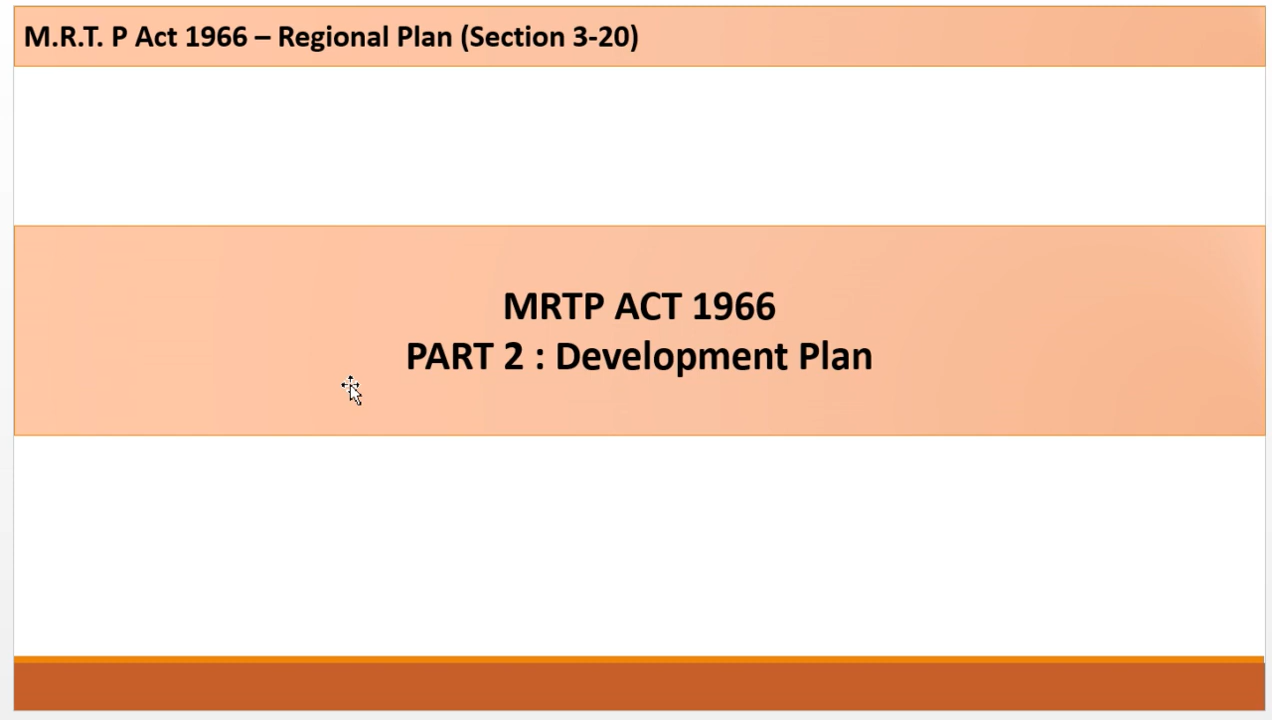 M.R.T. P Act 1966 – Regional Plan (Section 3-20)
MRTP ACT 1966
PART 2 : Development Plan